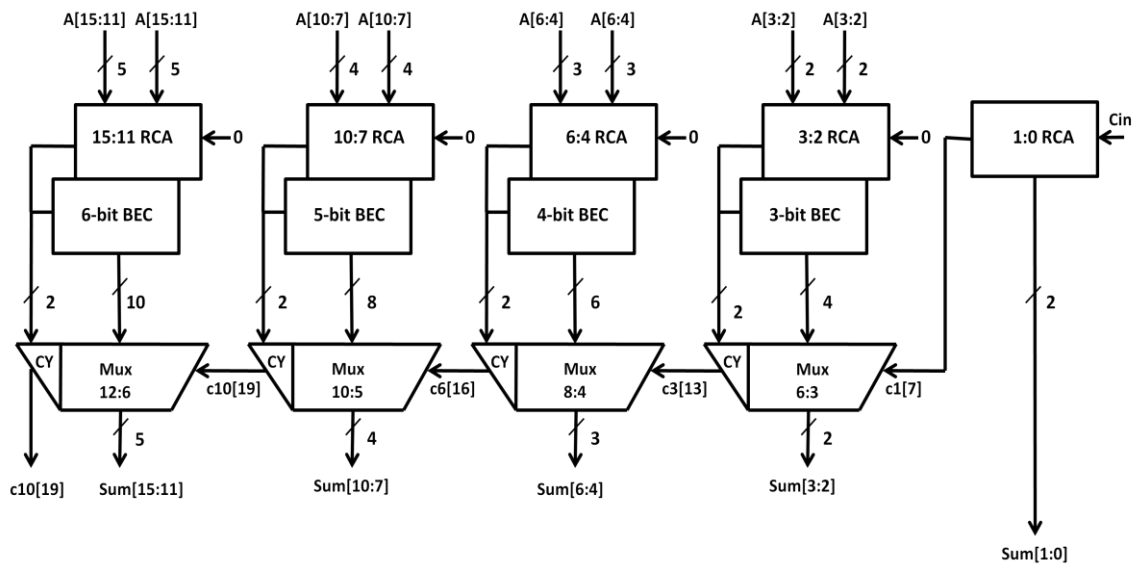 A[15:11] A[15:11] A[10:7] A[10:7] A[6:4] A[6:4] A[3:2] A[3:2]
5 5 4 4 3 3 2 2
15:11 RCA 0 10:7 RCA 0 6:4 RCA 0 3:2 RCA 0 1:0 RCA Cin
6-bit BEC 5-bit BEC 4-bit BEC 3-bit BEC
2 10 2 8 2 6 2 4 2
CY Mux CY Mux CY Mux CY Mux
12:6 10:5 8:4 6:3
c10[19] c6[16] c3[13] c1[7]
5 4 3 2
c10[19] Sum[15:11] Sum[10:7] Sum[6:4] Sum[3:2]
Sum[1:0]